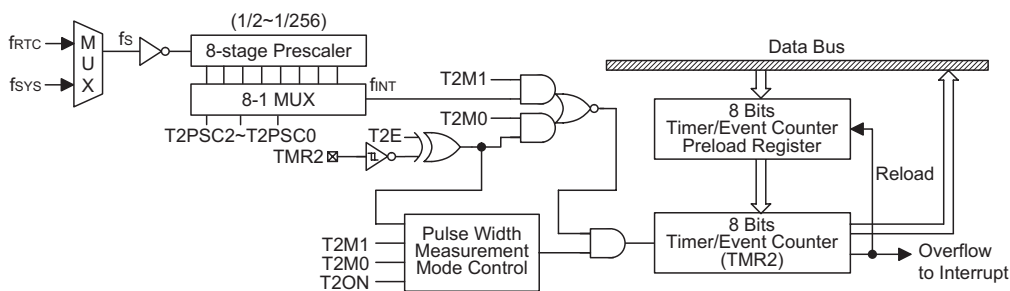 (1/2~1/256)
fRTC
fSYS
M
U
X
fS
8-stage Prescaler
8-1 MUX
fINT
T2PSC2~T2PSC0
T2M1
T2M0
T2E
TMR2
Data Bus
8 Bits
Timer/Event Counter
Preload Register
Reload
T2M1
T2M0
T2ON
Pulse Width
Measurement
Mode Control
8 Bits
Timer/Event Counter
(TMR2)
Overflow
to Interrupt